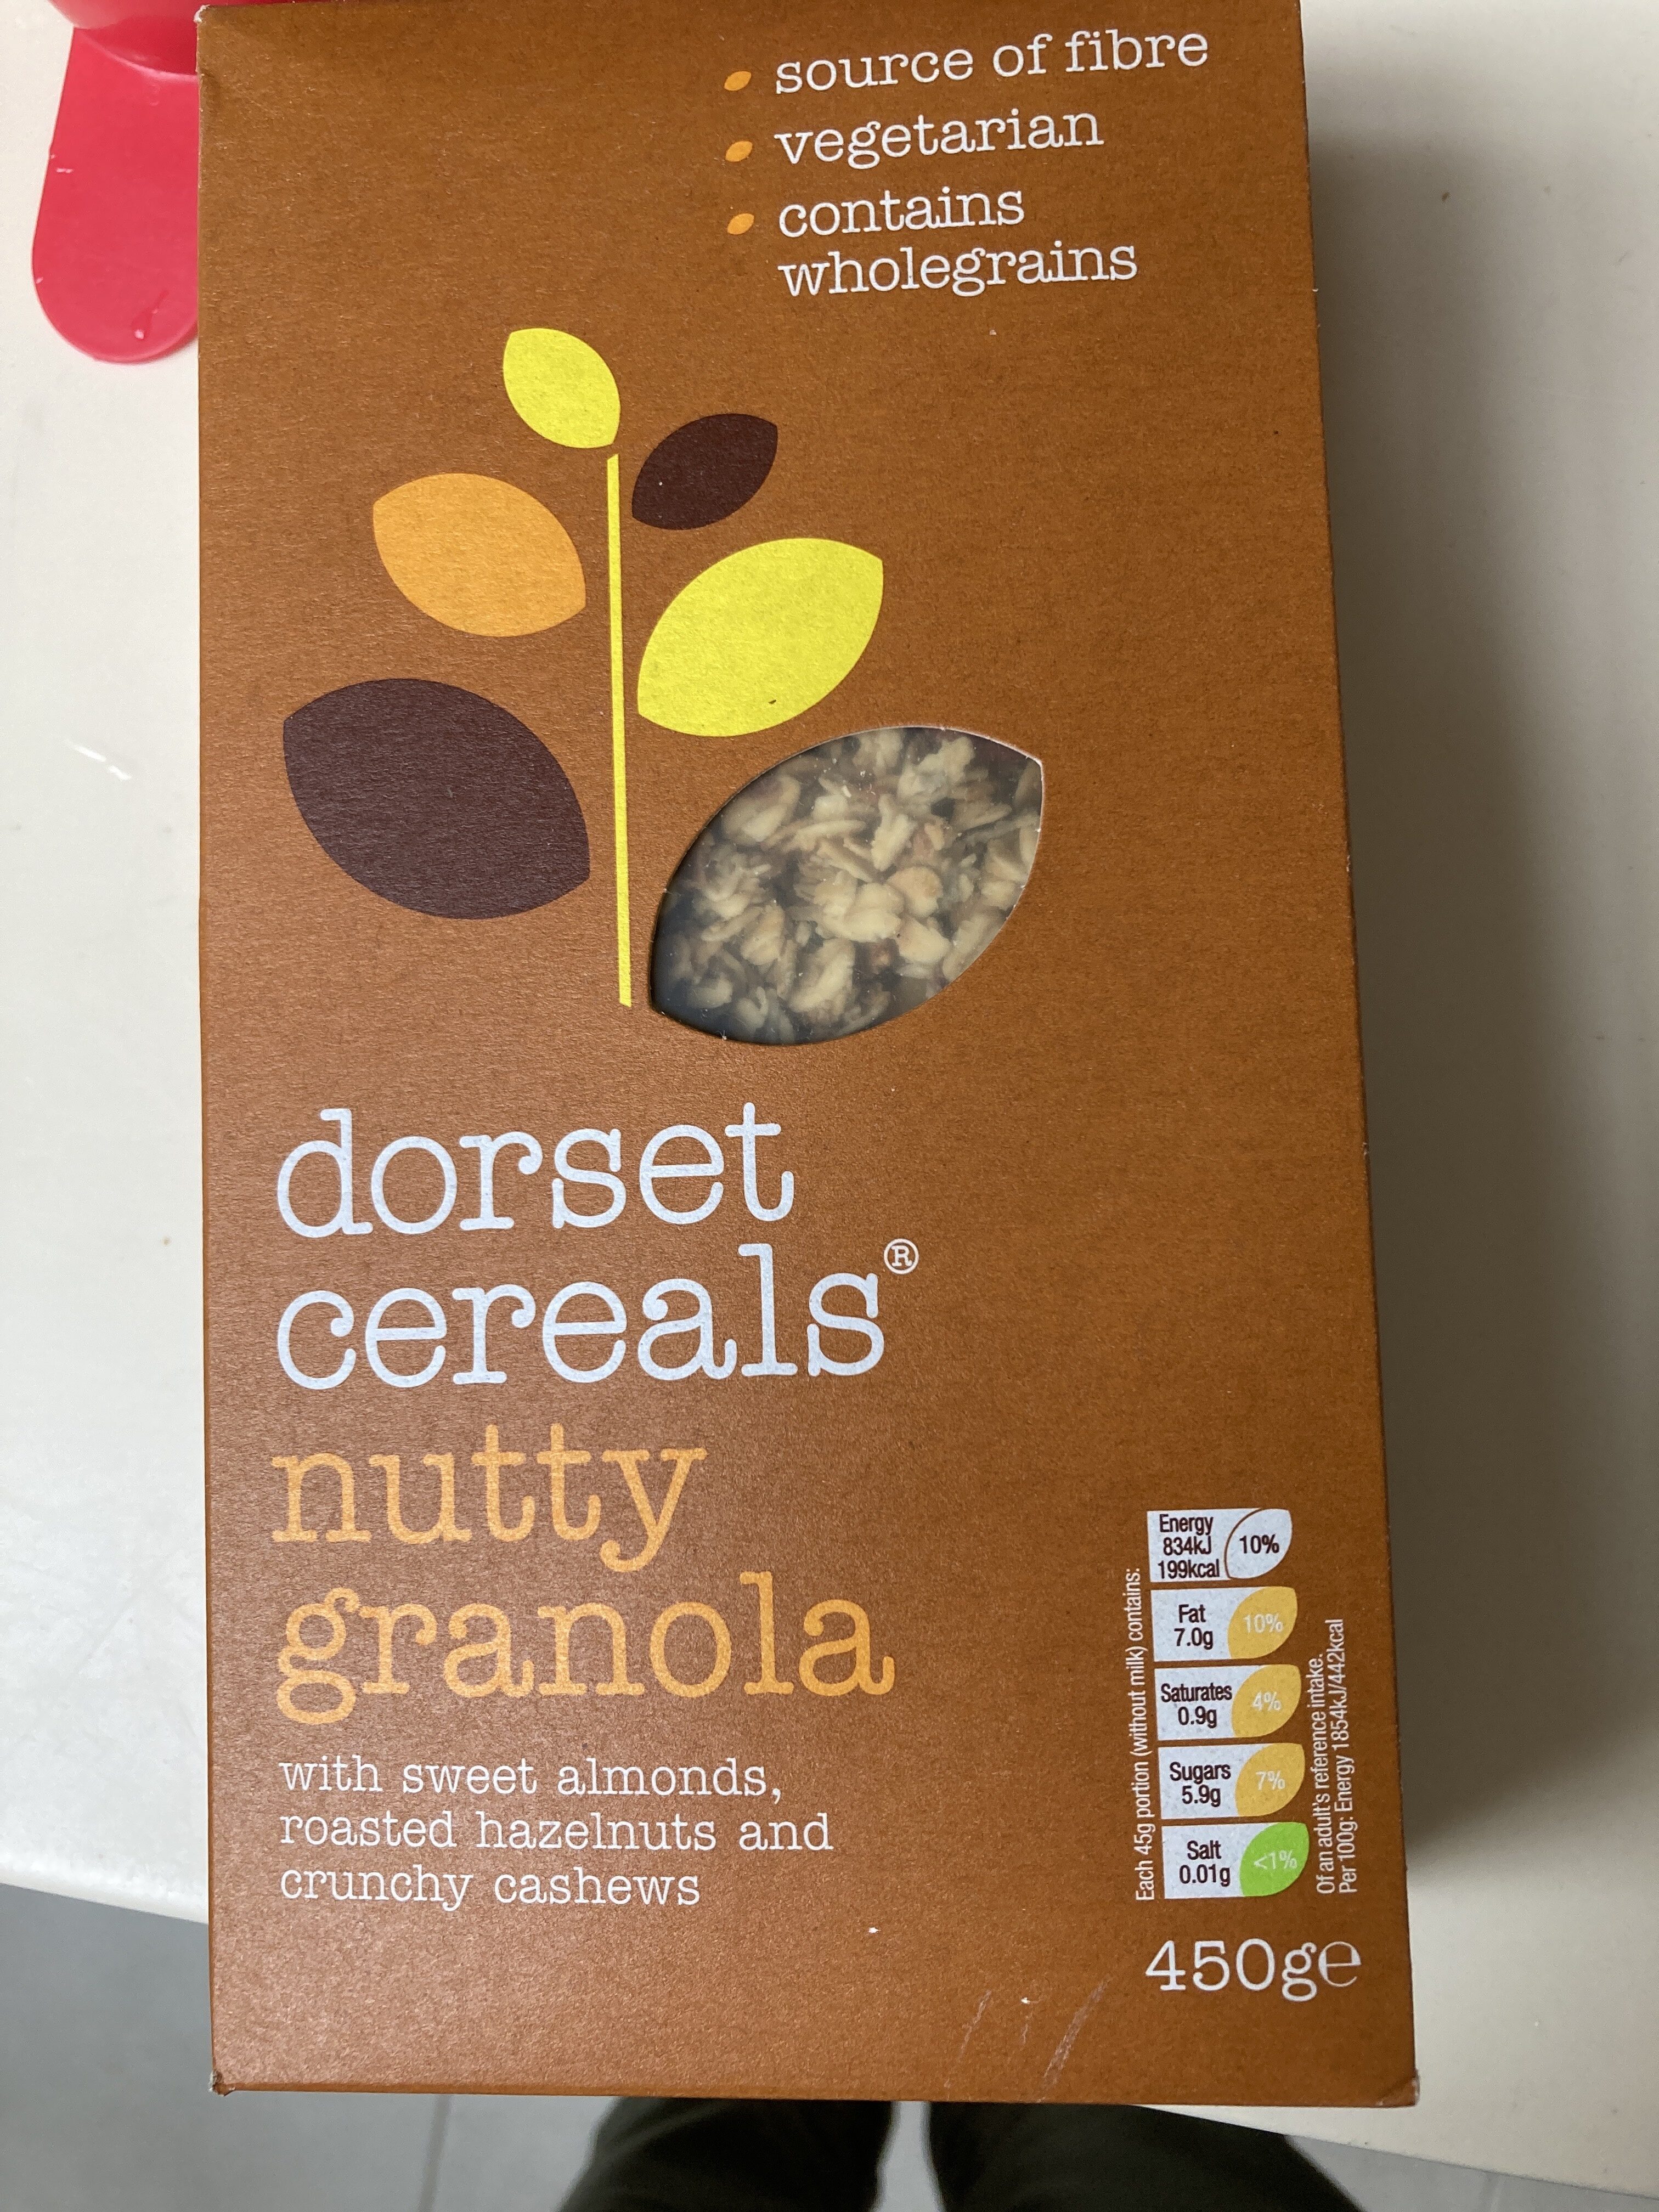 source of fibre
vegetarian
contains
wholegrains
dorset
cereals®
nutty
granola
with sweet almonds,
roasted hazelnuts and
crunchy cashews
Each 45g portion (without milk) contains:
Energy
834kJ
199kcal
10%
Fat
7.0g
10%
Saturates
0.9g
4%
Sugars
5.9g
7%
Salt
0.01g
<1%
Of an adult's reference intake.
Per 100g: Energy 1854kJ/442kcal
450g℮